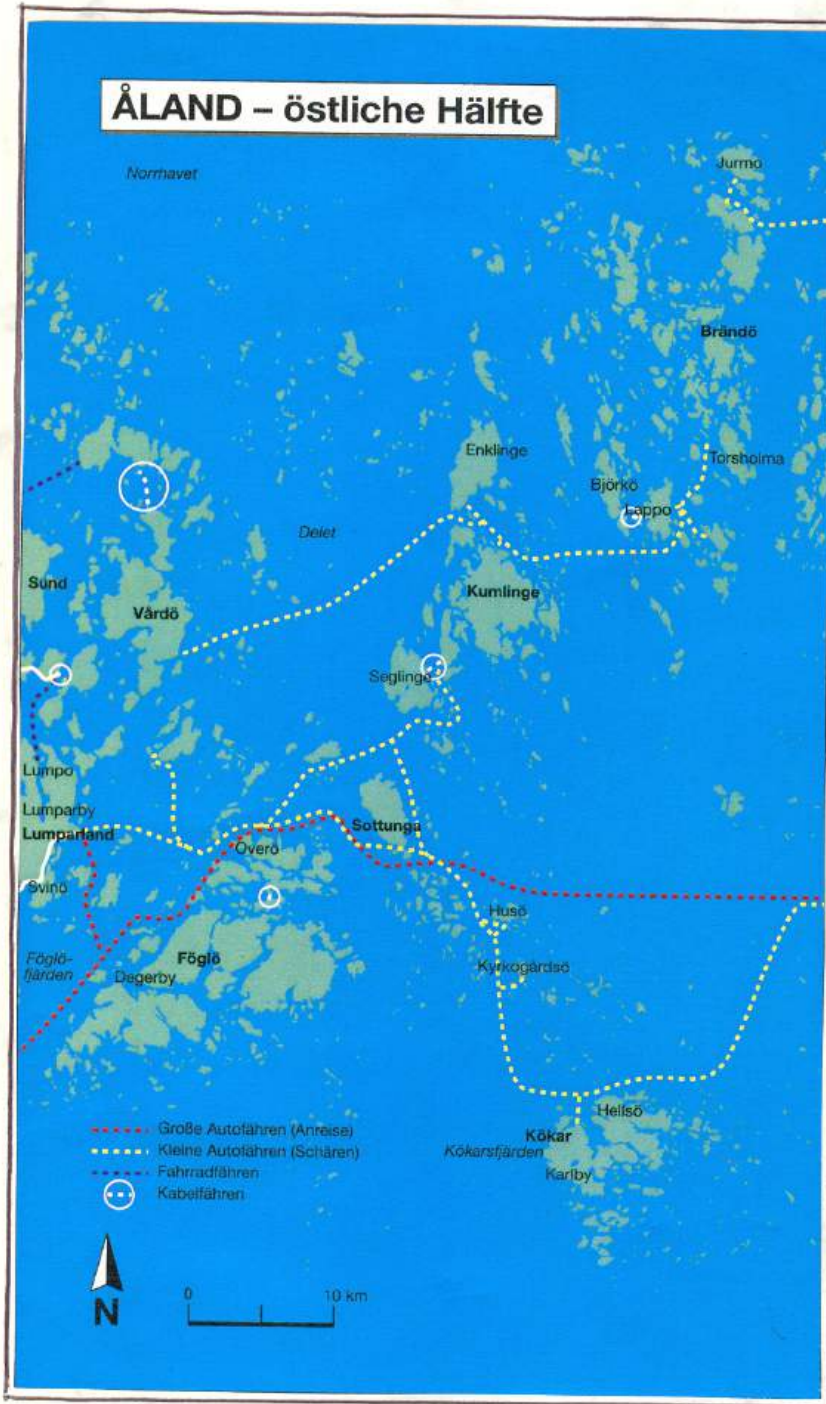 ÅLAND – östliche Hälfte
Norrhavet
Jurmo
Brändö
Enklinge
Torsholma
Björkö
Lappo
Delet
Sund
Kumlinge
Vårdö
Seglinge
Lumpo
Lumparby
Sottunga
Lumparland
Överö
Svinö
Husö
Föglö-
fjärden
Föglö
Kyrkogårdsö
Degerby
Hellsö
Große Autofähren (Anreise)
Kökar
Kleine Autofähren (Schären)
Kökarsfjärden
Fahrradfähren
Karlby
Kabelfähren
N
0
10 km